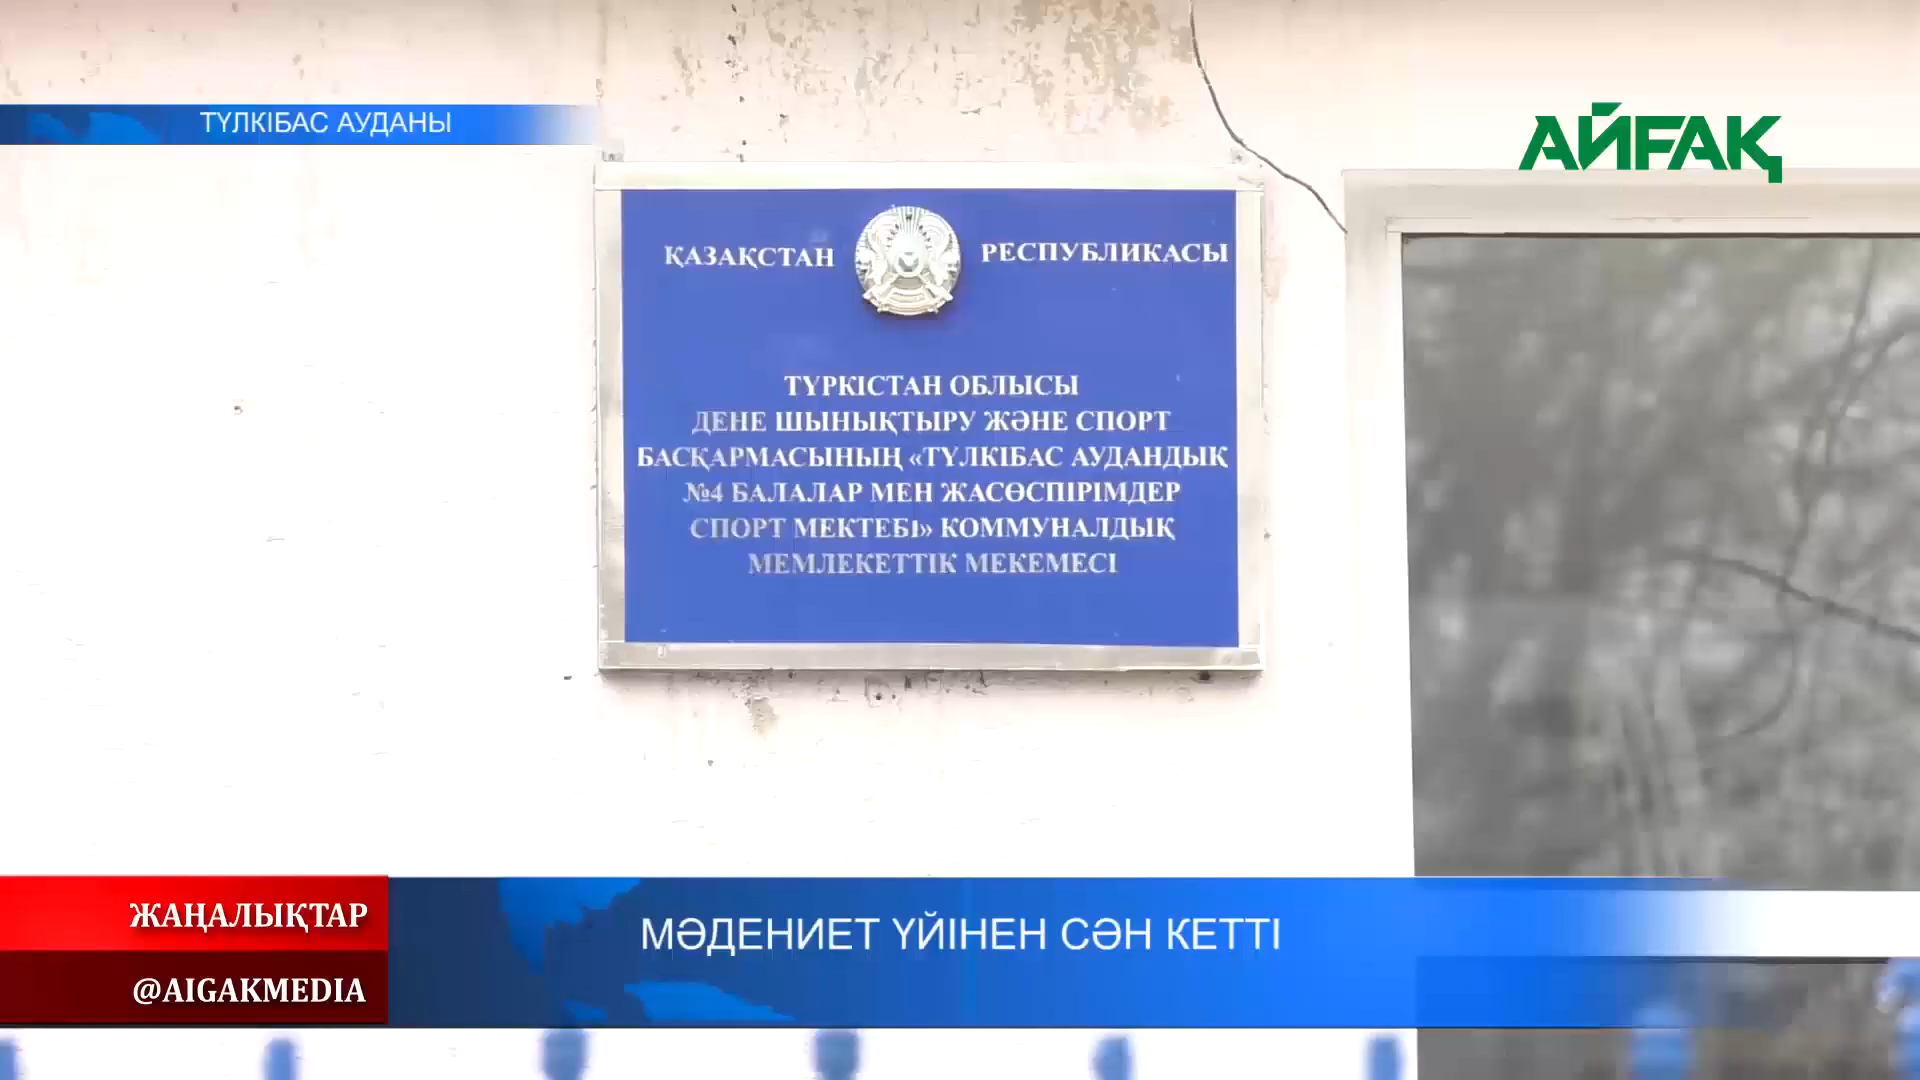 ТҮЛКІБАС АУДАНЫ
АЙҒАҚ
ҚАЗАҚСТАН РЕСПУБЛИКАСЫ
ТҮРКІСТАН ОБЛЫСЫ
ДЕНЕ ШЫНЫҚТЫРУ ЖӘНЕ СПОРТ
БАСҚАРМАСЫНЫҢ «ТҮЛКІБАС АУДАНДЫҚ
№4 БАЛАЛАР МЕН ЖАСӨСПІРІМДЕР
СПОРТ МЕКТЕБІ» КОММУНАЛДЫҚ
МЕМЛЕКЕТТІК МЕКЕМЕСІ
ЖАҢАЛЫҚТАР
@AIGAKMEDIA
МӘДЕНИЕТ ҮЙІНЕН СӘН КЕТТІ